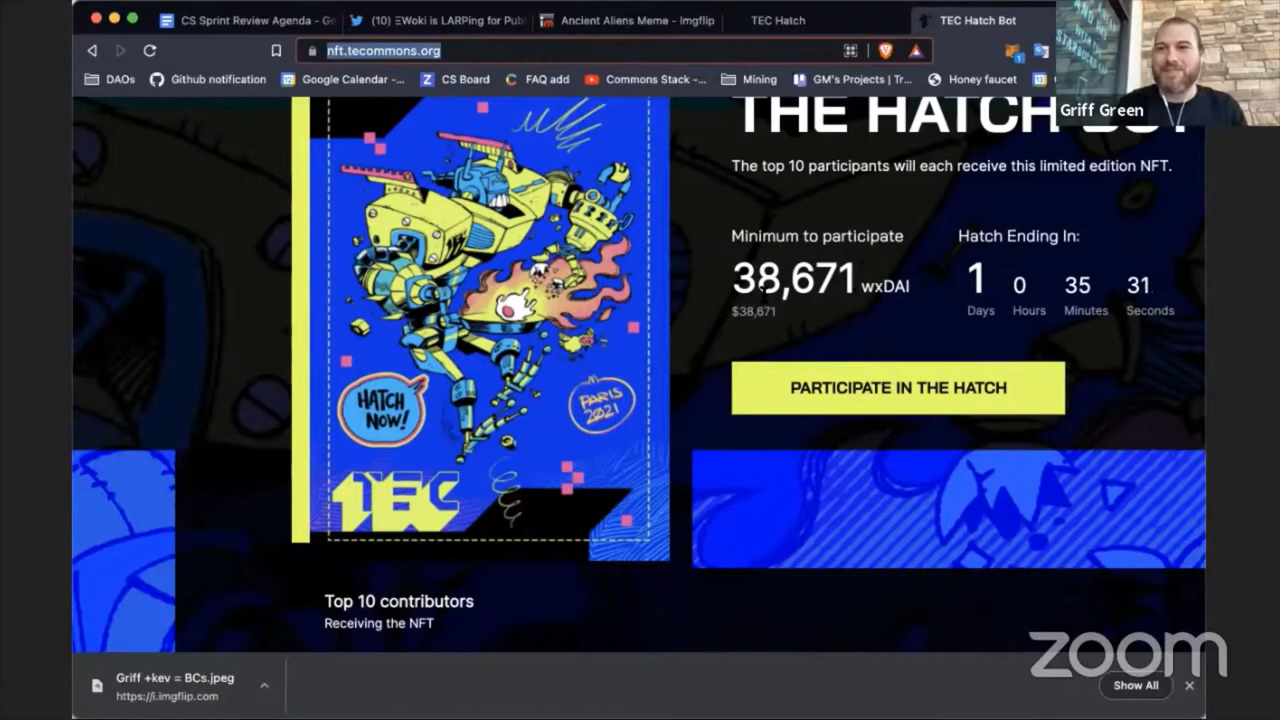 CS Sprint Review Agenda - Go
(10) ΞWoki is LARPing for Pub
Ancient Aliens Meme - Imgflip
TEC Hatch
TEC Hatch Bot
nft.tecommons.org
DAOs
Github notification
Google Calendar -...
CS Board
FAQ add
Commons Stack -...
Mining
GM's Projects | Tr...
Honey faucet
Griff Green
THE HATCH
The top 10 participants will each receive this limited edition NFT.
Minimum to participate
Hatch Ending In:
38,671 wxDAI
1 0 35 31
$38,671
Days Hours Minutes Seconds
PARTICIPATE IN THE HATCH
HATCH
NOW!
PARIS
2021
TEC
Top 10 contributors
Receiving the NFT
zoom
Griff +kev = BCs.jpeg
https://i.imgflip.com
Show All